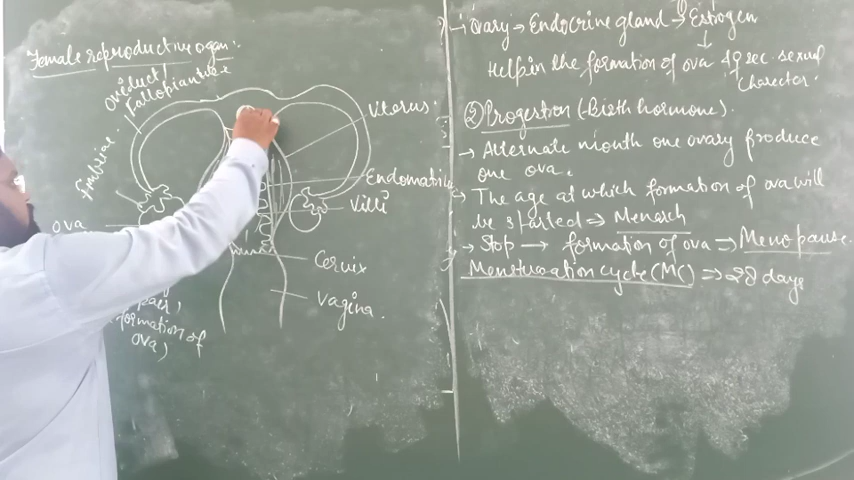 Female reproductive organ:
Oviduct/
Fallopian tube
fimbriae.
Uterus.
Endomatrium
Villi
Ova
Cervix
Vagina.
formation of
ova)
→ Ovary → Endocrine gland → Estrogen
↓
Help in the formation of ova & sec. sexual
character.
② Progestion (-Birth hormone).
→ Alternate month one ovary produce
one ova.
→ The age at which formation of ova will
be started ⇒ Menarch
→ Stop → formation of ova ⇒ Menopause.
Menstruation cycle (MC) ⇒ 28 days